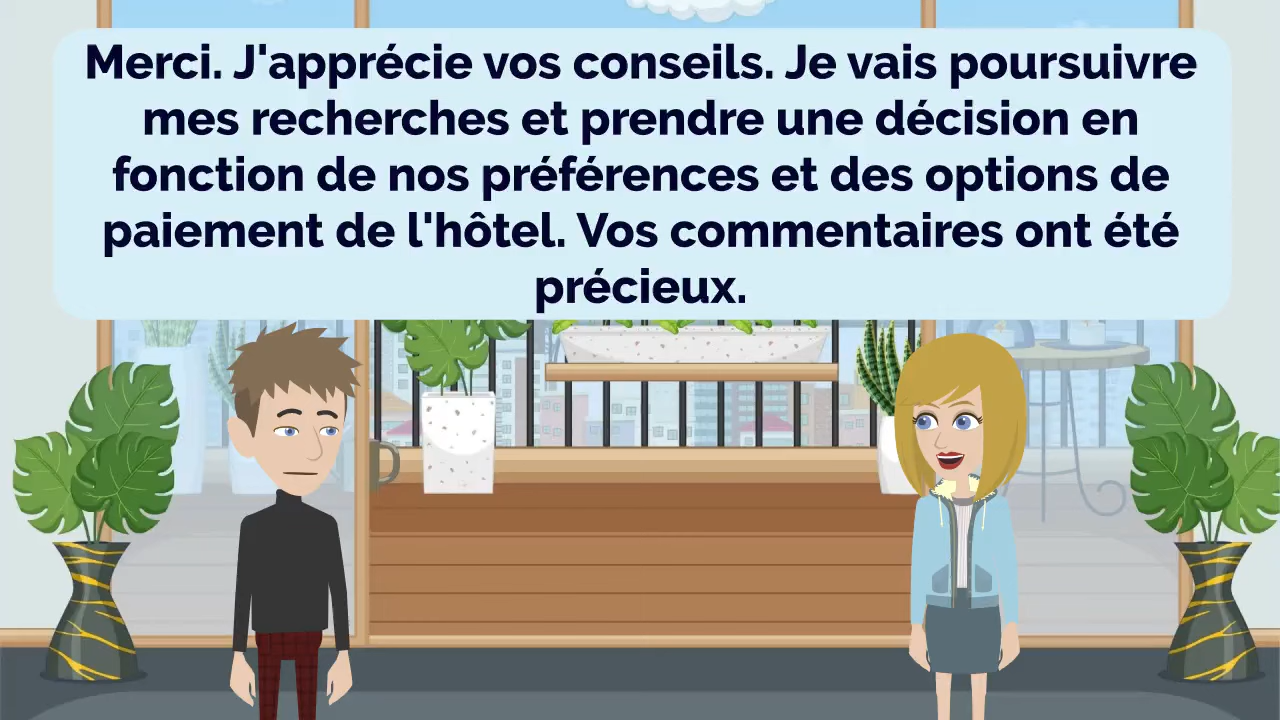 Merci. J'apprécie vos conseils. Je vais poursuivre
mes recherches et prendre une décision en
fonction de nos préférences et des options de
paiement de l'hôtel. Vos commentaires ont été
précieux.